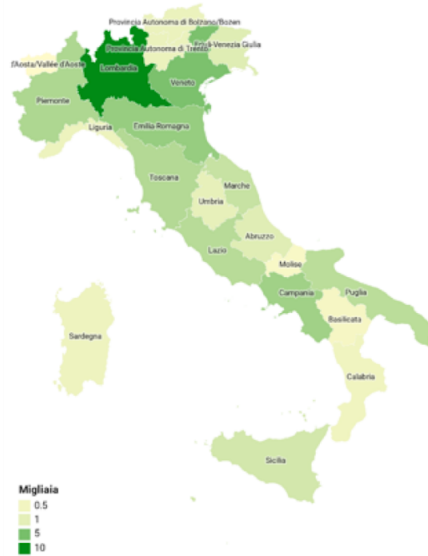 Provincia Autonoma di Bolzano/Bozen
Friuli-Venezia Giulia
Provincia Autonoma di Trento
d'Aosta/Vallée d'Aoste
Lombardia
Veneto
Piemonte
Liguria
Emilia Romagna
Toscana
Marche
Umbria
Abruzzo
Lazio
Molise
Campania
Puglia
Basilicata
Sardegna
Calabria
Sicilia
Migliaia
0.5
1
5
10